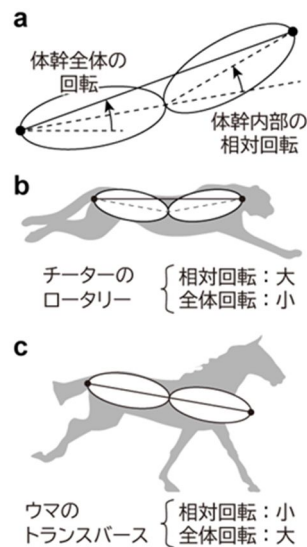 a
体幹全体の
回転
体幹内部の
相対回転
b
チーターの
ロータリー
相対回転：大
全体回転：小
c
ウマの
トランスバース
相対回転：小
全体回転：大